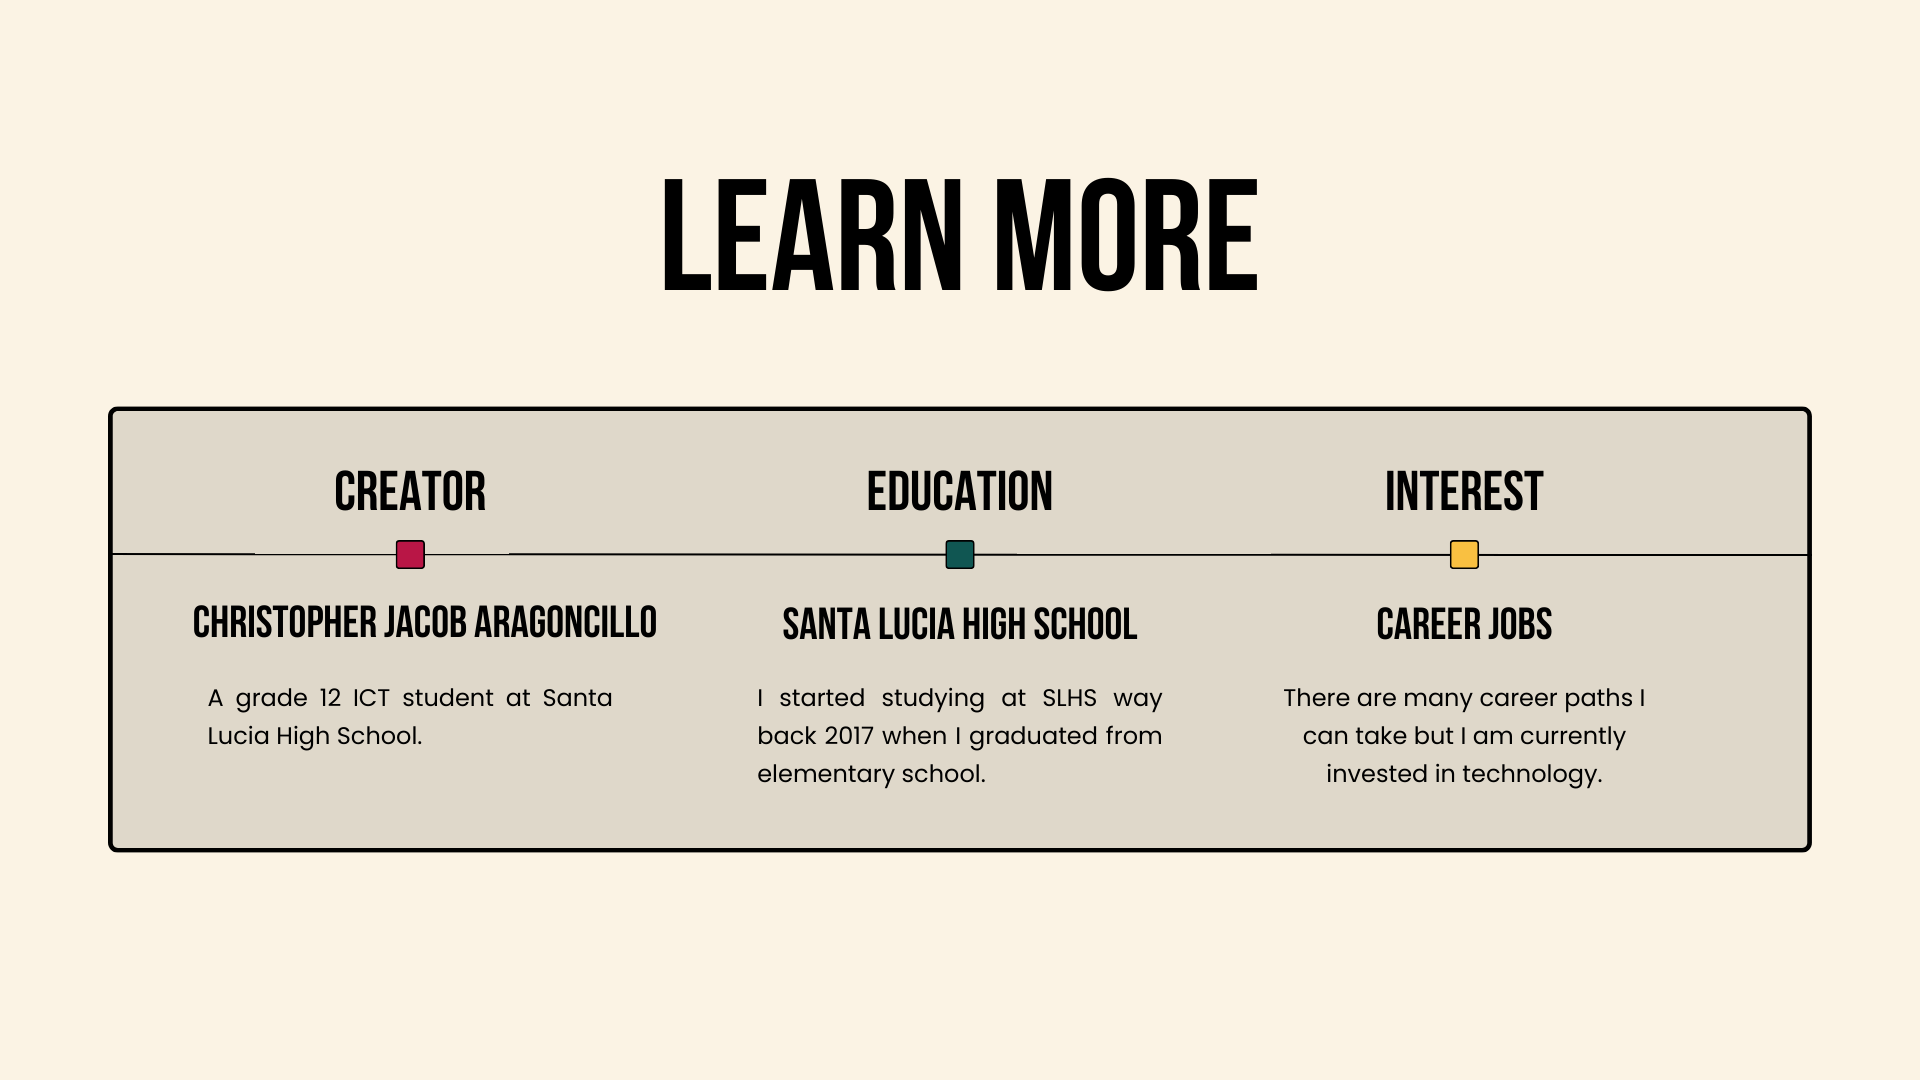 LEARN MORE
CREATOR
CHRISTOPHER JACOB ARAGONCILLO
A grade 12 ICT student at Santa
Lucia High School.
EDUCATION
SANTA LUCIA HIGH SCHOOL
I started studying at SLHS way
back 2017 when I graduated from
elementary school.
INTEREST
CAREER JOBS
There are many career paths I
can take but I am currently
invested in technology.